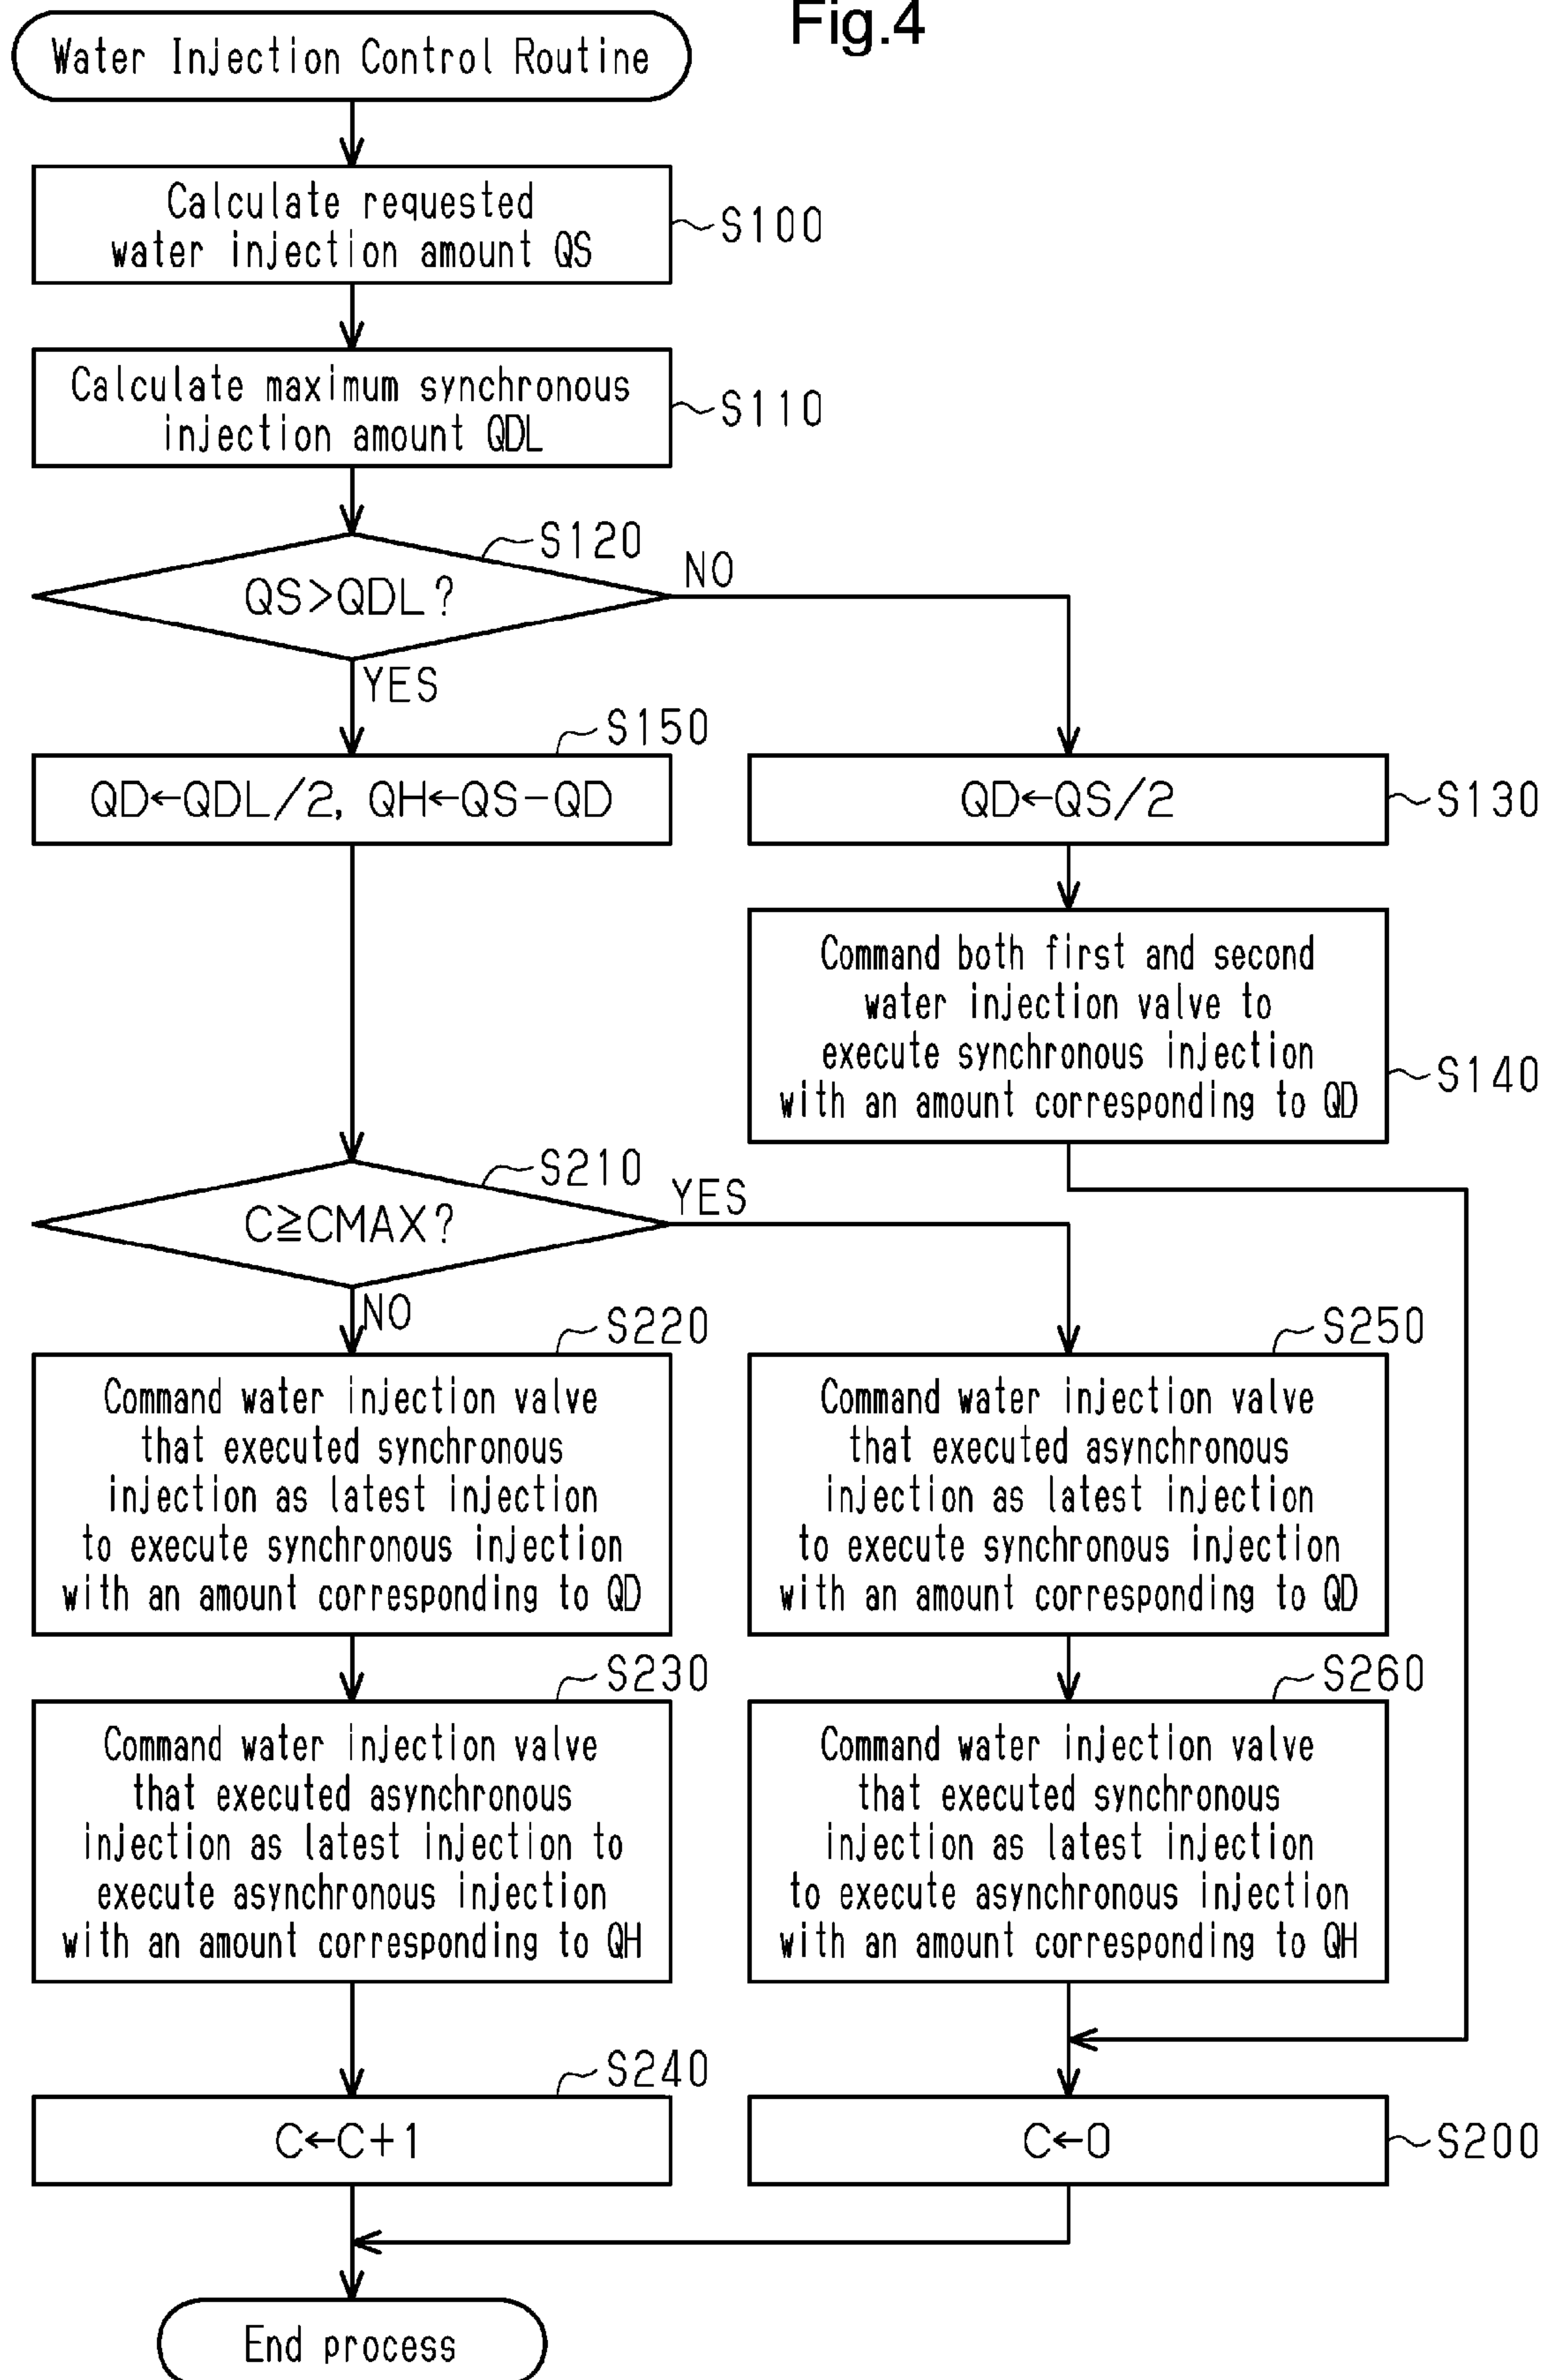 Fig.4
Water Injection Control Routine
Calculate requested
water injection amount QS
S100
Calculate maximum synchronous
injection amount QDL
S110
S120
QS>QDL?
NO
YES
S150
QD←QDL/2, QH←QS−QD
QD←QS/2
S130
Command both first and second
water injection valve to
execute synchronous injection
with an amount corresponding to QD
S140
S210
C≧CMAX?
YES
NO
S220
Command water injection valve
that executed synchronous
injection as latest injection
to execute synchronous injection
with an amount corresponding to QD
S250
Command water injection valve
that executed asynchronous
injection as latest injection
to execute synchronous injection
with an amount corresponding to QD
S230
Command water injection valve
that executed asynchronous
injection as latest injection to
execute asynchronous injection
with an amount corresponding to QH
S260
Command water injection valve
that executed synchronous
injection as latest injection
to execute asynchronous injection
with an amount corresponding to QH
S240
C←C+1
C←0
S200
End process